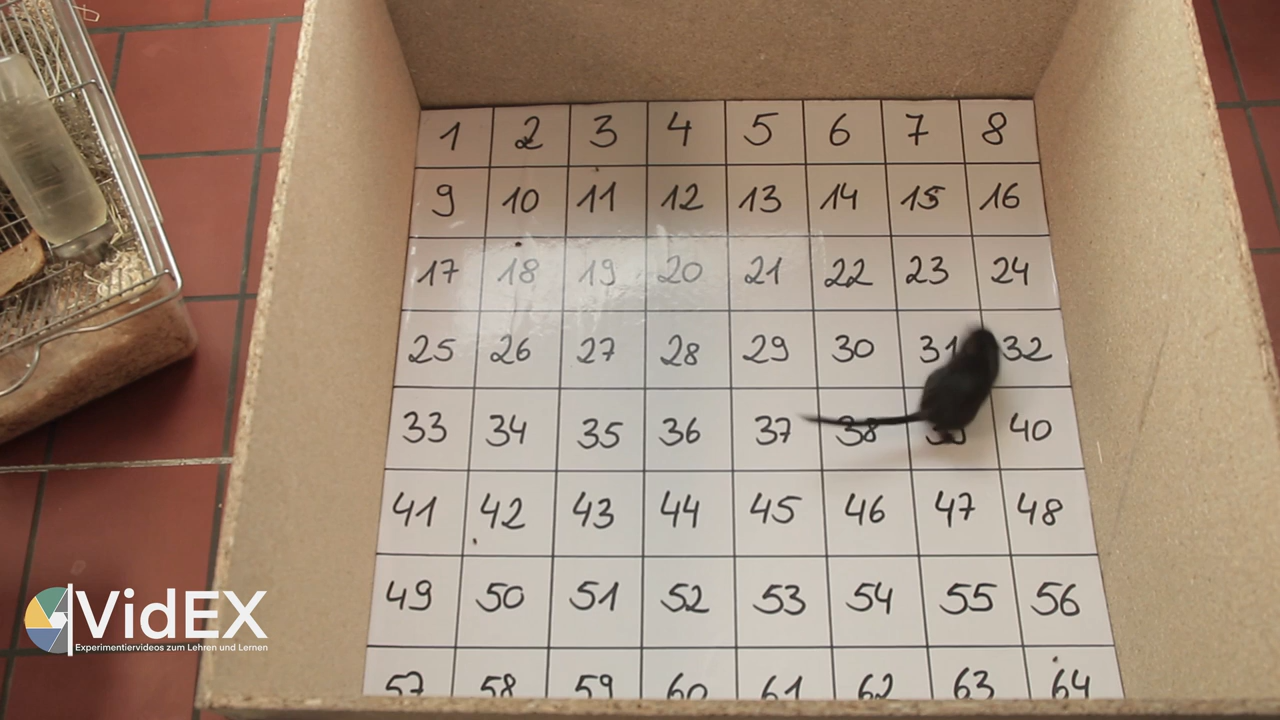 1 2 3 4 5 6 7 8
9 10 11 12 13 14 15 16
17 18 19 20 21 22 23 24
25 26 27 28 29 30 31 32
33 34 35 36 37 38 39 40
41 42 43 44 45 46 47 48
49 50 51 52 53 54 55 56
57 58 59 60 61 62 63 64
VidEX
Experimentiervideos zum Lehren und Lernen